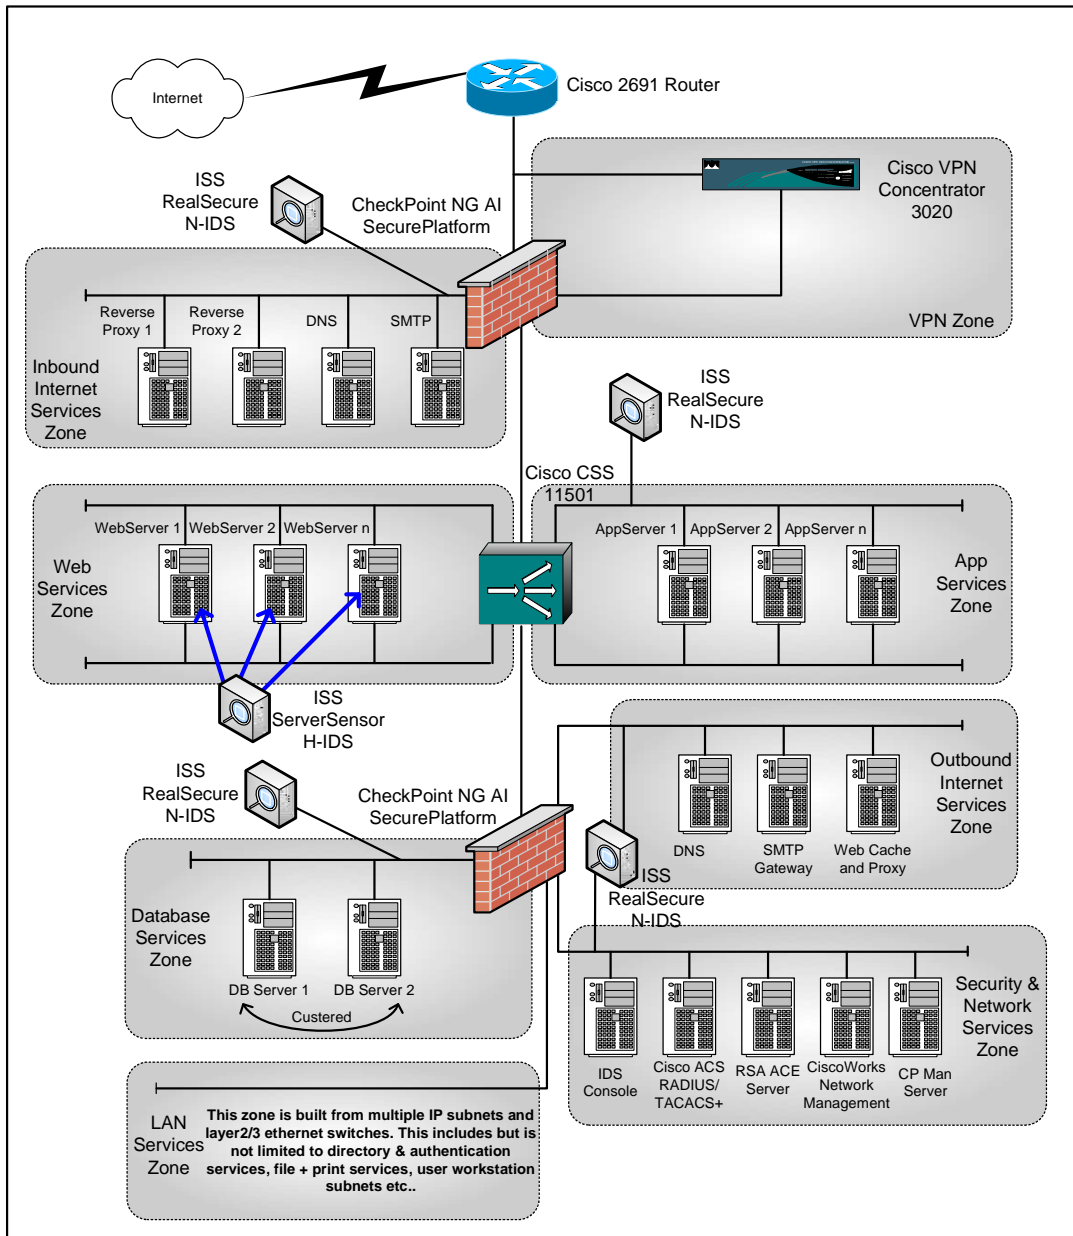 Internet
Cisco 2691 Router
ISS
RealSecure
N-IDS
CheckPoint NG AI
SecurePlatform
Cisco VPN
Concentrator
3020
VPN Zone
Reverse
Proxy 1
Reverse
Proxy 2
DNS
SMTP
Inbound
Internet
Services
Zone
ISS
RealSecure
N-IDS
Cisco CSS
11501
WebServer 1
WebServer 2
WebServer n
Web
Services
Zone
AppServer 1
AppServer 2
AppServer n
App
Services
Zone
ISS
ServerSensor
H-IDS
ISS
RealSecure
N-IDS
CheckPoint NG AI
SecurePlatform
DNS
SMTP
Gateway
Web Cache
and Proxy
Outbound
Internet
Services
Zone
ISS
RealSecure
N-IDS
Database
Services
Zone
DB Server 1
DB Server 2
Custered
IDS
Console
Cisco ACS
RADIUS/
TACACS+
RSA ACE
Server
CiscoWorks
Network
Management
CP Man
Server
Security &
Network
Services
Zone
LAN
Services
Zone
This zone is built from multiple IP subnets and
layer2/3 ethernet switches. This includes but is
not limited to directory & authentication
services, file + print services, user workstation
subnets etc..